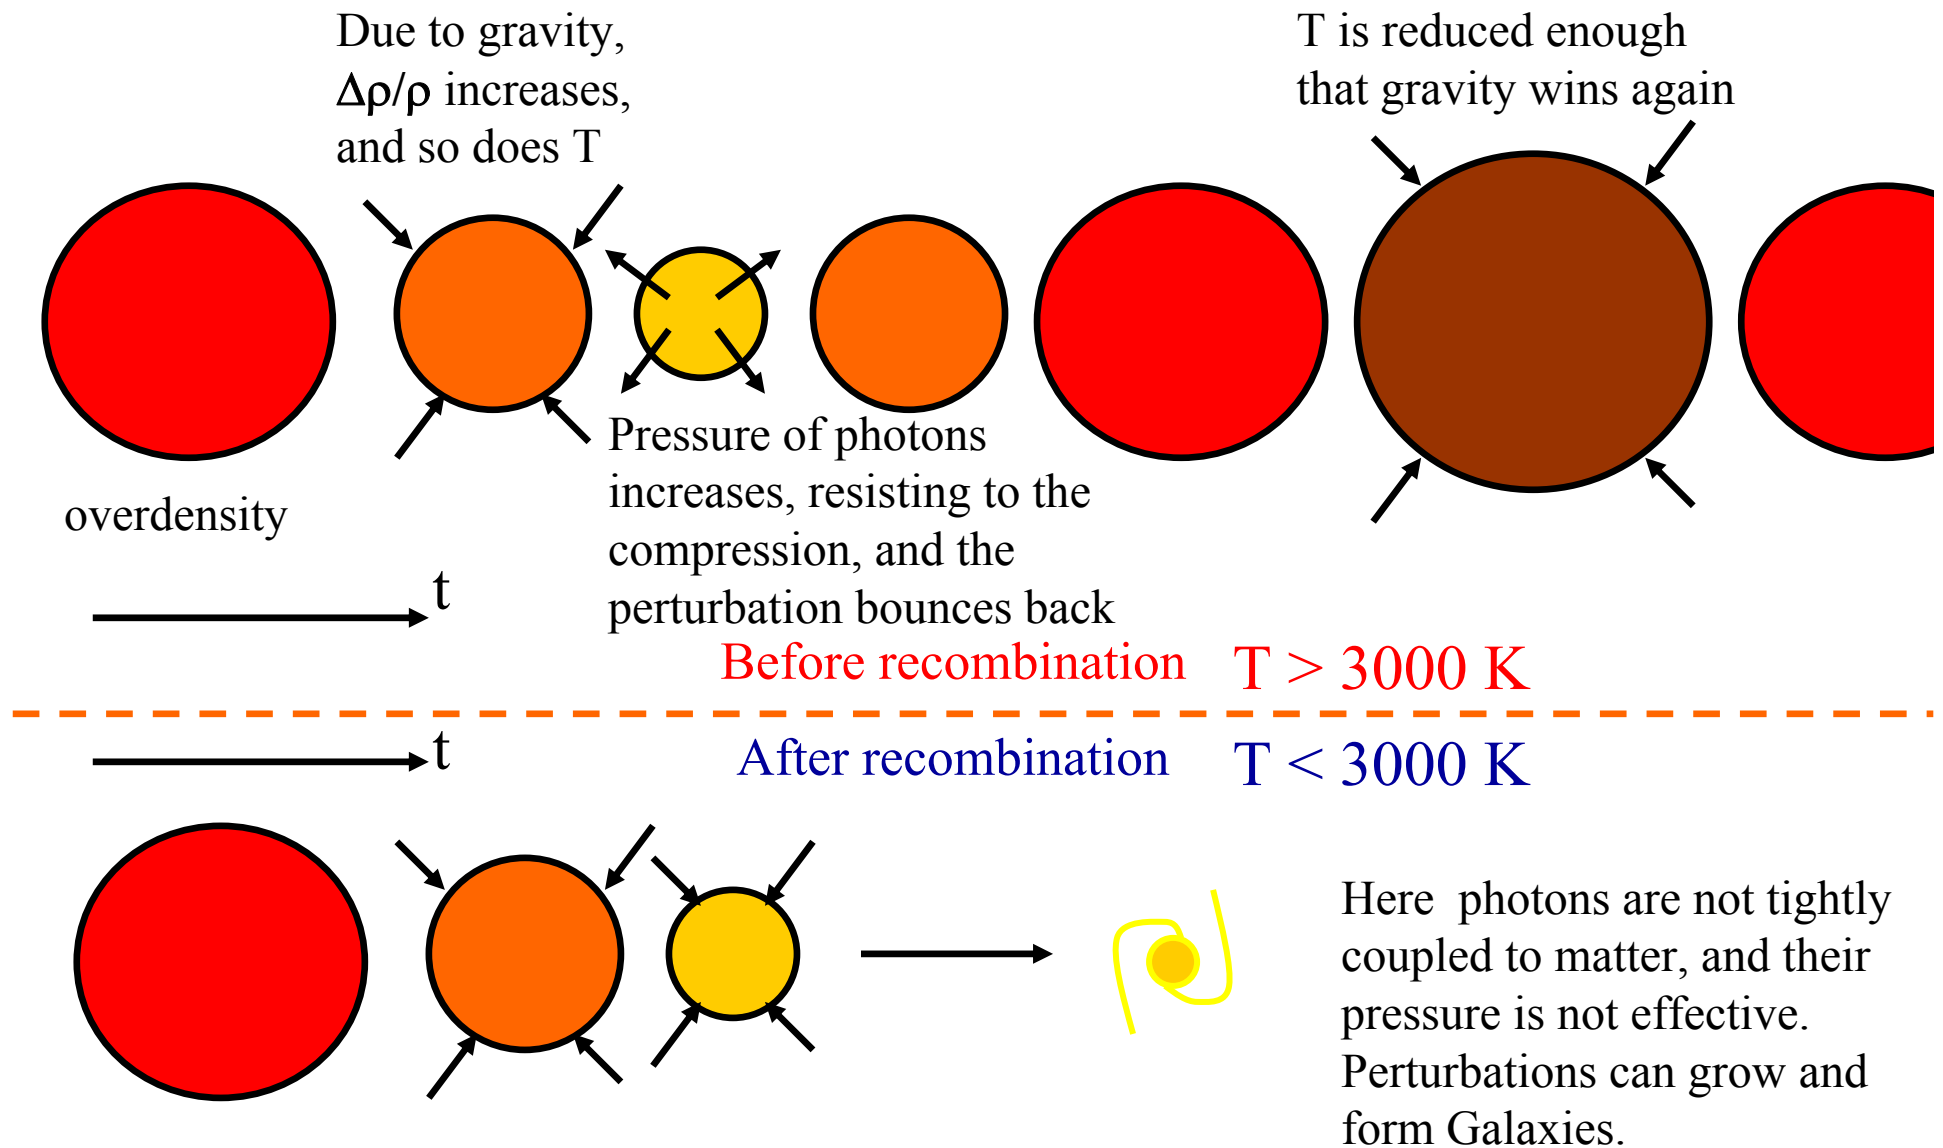 Due to gravity,
Δρ/ρ increases,
and so does T
T is reduced enough
that gravity wins again
overdensity
Pressure of photons
increases, resisting to the
compression, and the
perturbation bounces back
t
Before recombination T > 3000 K
t
After recombination T < 3000 K
Here photons are not tightly
coupled to matter, and their
pressure is not effective.
Perturbations can grow and
form Galaxies.